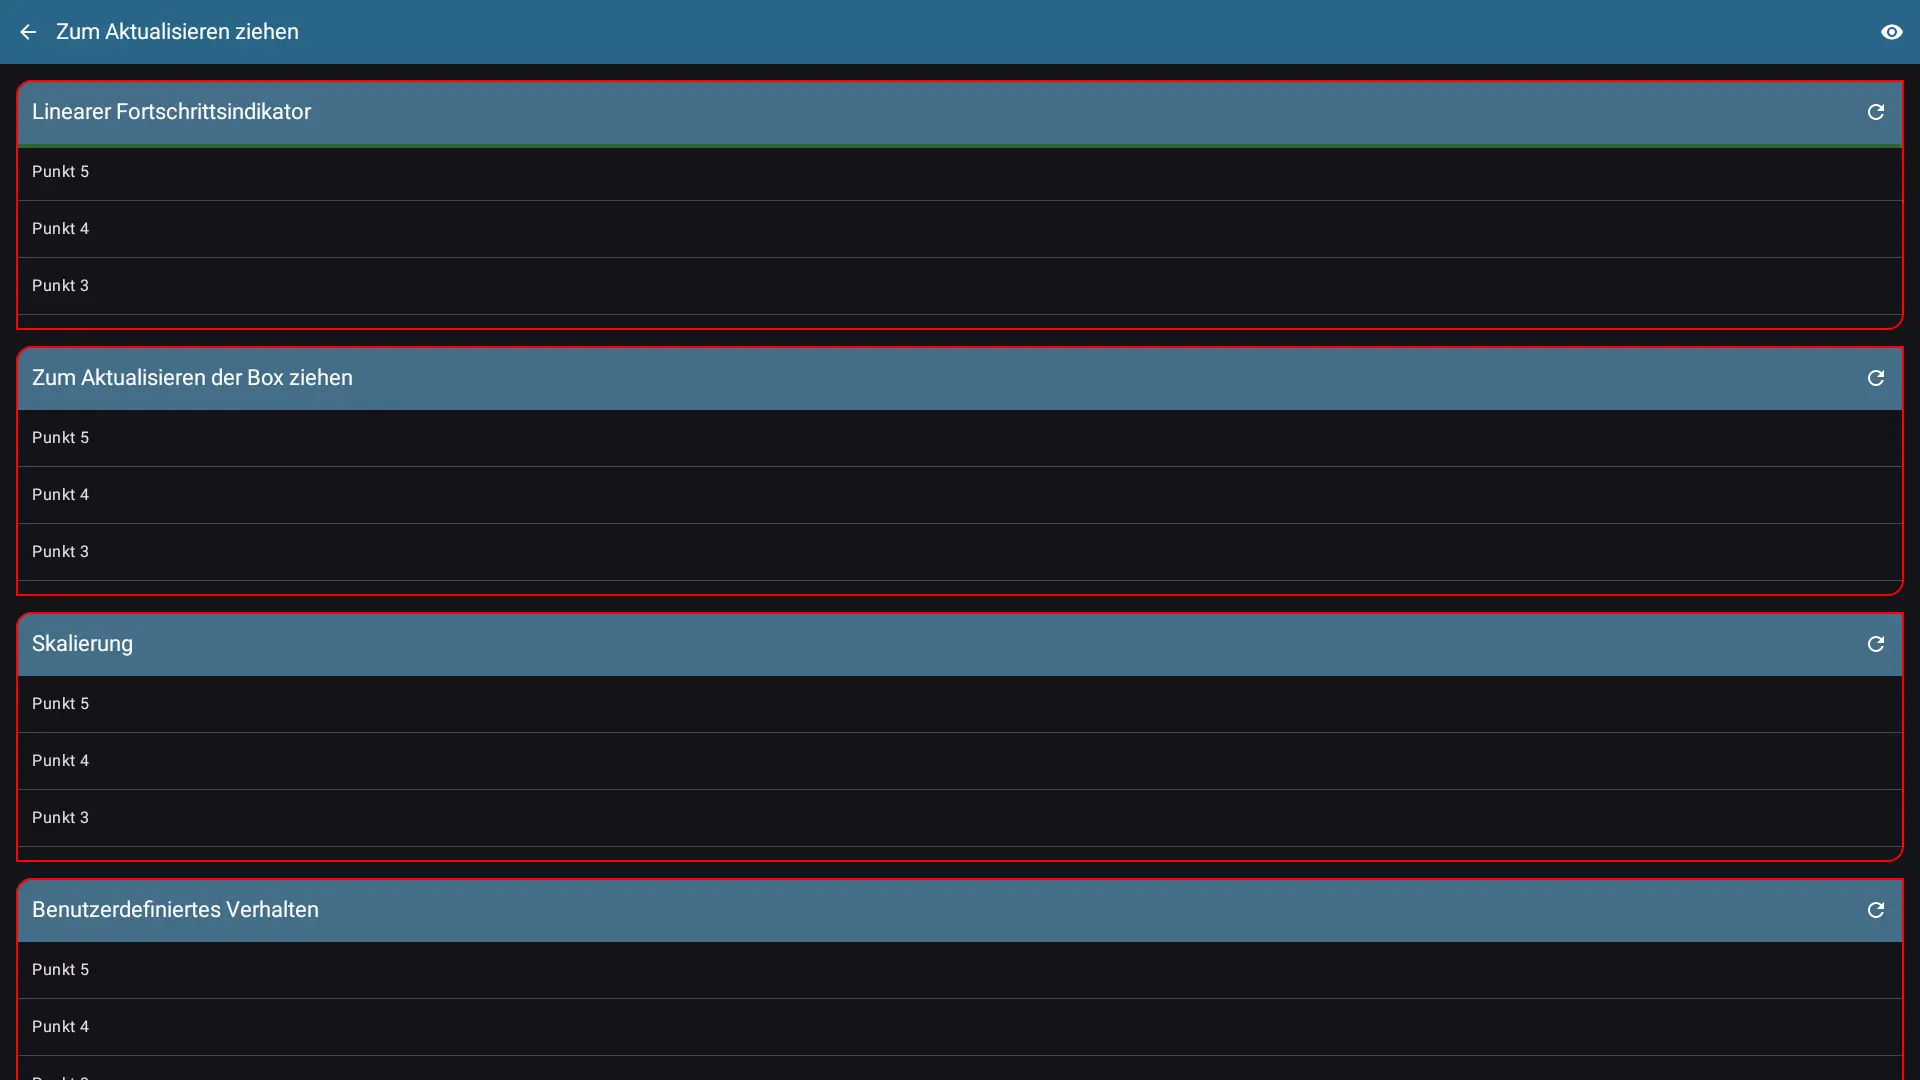 Zum Aktualisieren ziehen
Linearer Fortschrittsindikator
Punkt 5
Punkt 4
Punkt 3
Zum Aktualisieren der Box ziehen
Punkt 5
Punkt 4
Punkt 3
Skalierung
Punkt 5
Punkt 4
Punkt 3
Benutzerdefiniertes Verhalten
Punkt 5
Punkt 4